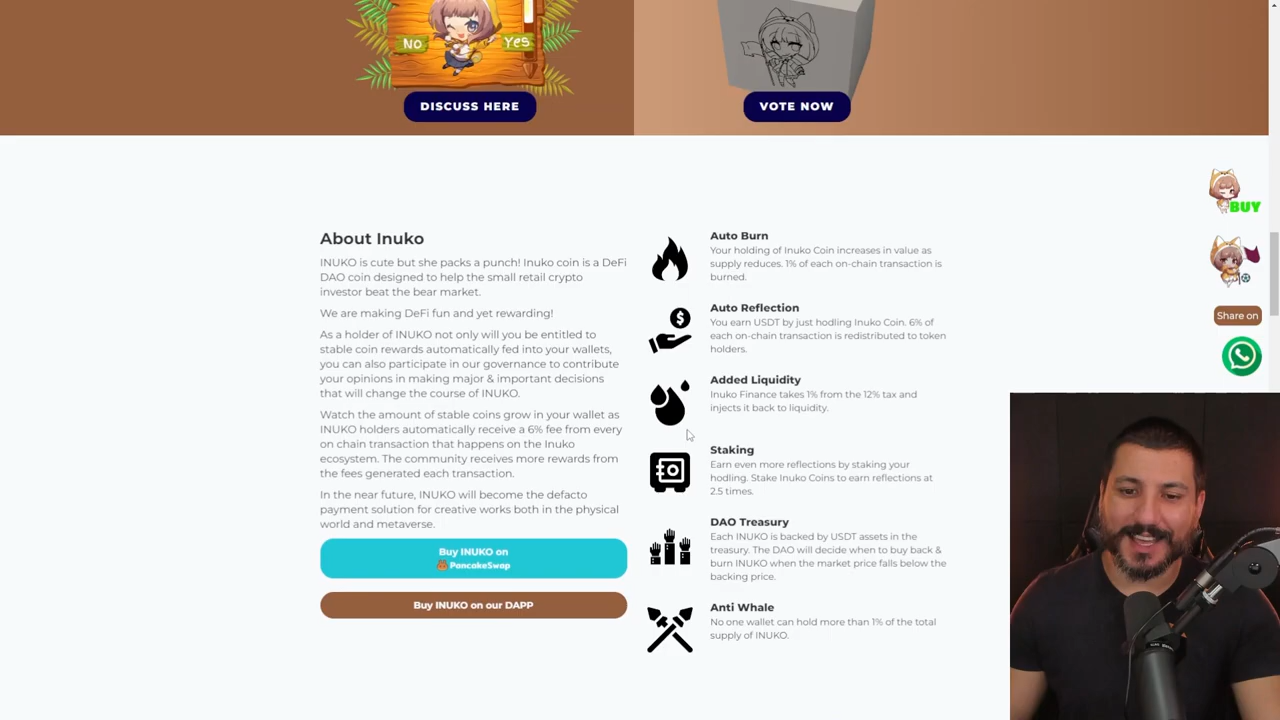 NO
Yes
DISCUSS HERE
VOTE NOW
About Inuko
INUKO is cute but she packs a punch! Inuko coin is a DeFi
DAO coin designed to help the small retail crypto
investor beat the bear market.
We are making DeFi fun and yet rewarding!
As a holder of INUKO not only will you be entitled to
stable coin rewards automatically fed into your wallets,
you can also participate in our governance to contribute
your opinions in making major & important decisions
that will change the course of INUKO.
Watch the amount of stable coins grow in your wallet as
INUKO holders automatically receive a 6% fee from every
on chain transaction that happens on the Inuko
ecosystem. The community receives more rewards from
the fees generated each transaction.
In the near future, INUKO will become the defacto
payment solution for creative works both in the physical
world and metaverse.
Buy INUKO on
PancakeSwap
Buy INUKO on our DAPP
Auto Burn
Your holding of Inuko Coin increases in value as
supply reduces. 1% of each on-chain transaction is
burned.
Auto Reflection
You earn USDT by just hodling Inuko Coin. 6% of
each on-chain transaction is redistributed to token
holders.
Added Liquidity
Inuko Finance takes 1% from the 12% tax and
injects it back to liquidity.
Staking
Earn even more reflections by staking your
hodling. Stake Inuko Coins to earn reflections at
2.5 times.
DAO Treasury
Each INUKO is backed by USDT assets in the
treasury. The DAO will decide when to buy back &
burn INUKO when the market price falls below the
backing price.
Anti Whale
No one wallet can hold more than 1% of the total
supply of INUKO.
BUY
Share on